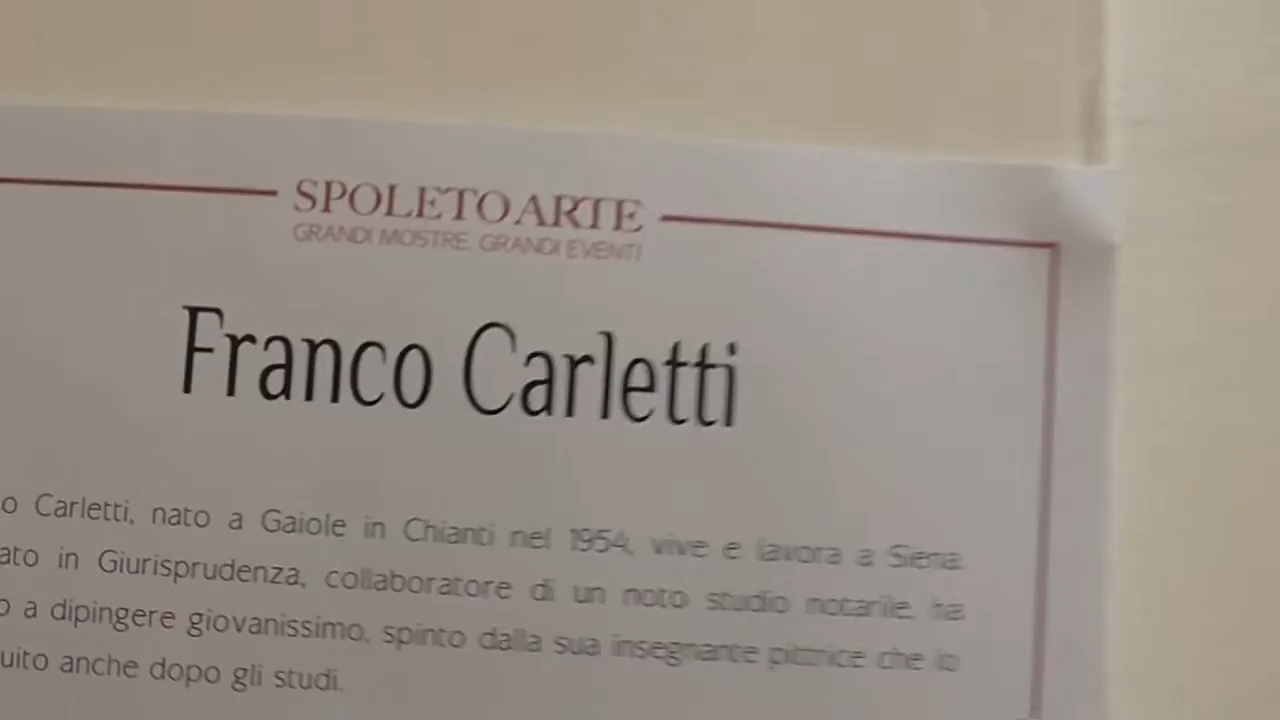 SPOLETO ARTE
GRANDI MOSTRE. GRANDI EVENTI
Franco Carletti
o Carletti, nato a Gaiole in Chianti nel 1954, vive e lavora a Siena.
ato in Giurisprudenza, collaboratore di un noto studio notarile, ha
o a dipingere giovanissimo, spinto dalla sua insegnante pittrice che lo
uito anche dopo gli studi.